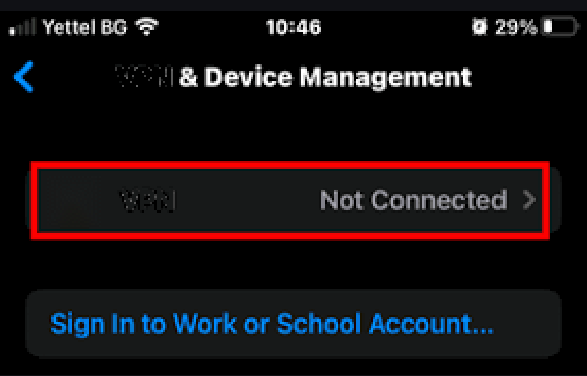 Yettel BG 10:46 29%
& Device Management
Not Connected >
Sign In to Work or School Account...